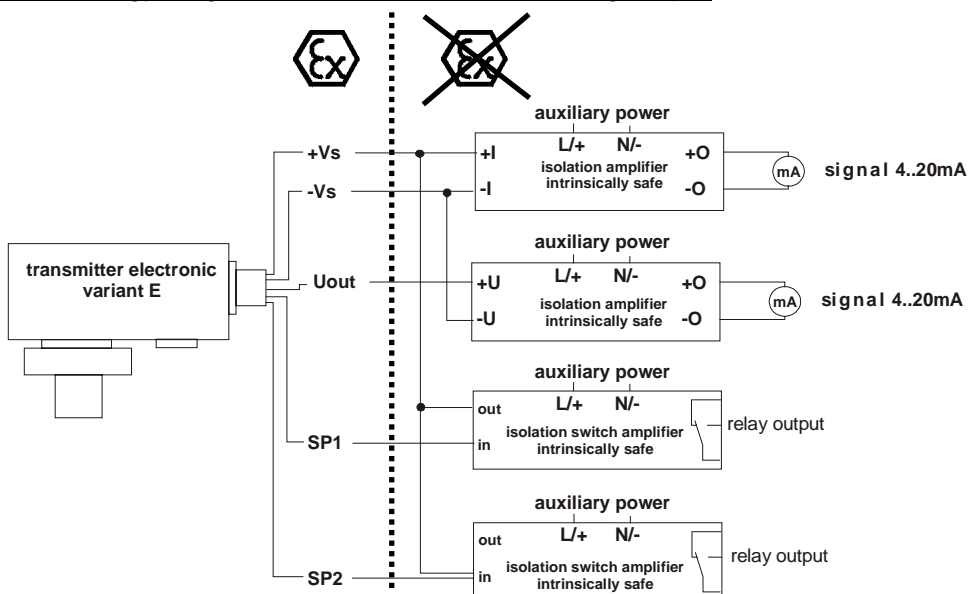 Ex
Ex
auxiliary power
+Vs
+I
L/+ N/-
+O
isolation amplifier
intrinsically safe
mA
signal 4..20mA
-Vs
-I
-O
auxiliary power
transmitter electronic
variant E
Uout
+U
L/+ N/-
+O
isolation amplifier
intrinsically safe
mA
signal 4..20mA
-U
-O
auxiliary power
out
L/+ N/-
relay output
isolation switch amplifier
intrinsically safe
SP1
in
auxiliary power
out
L/+ N/-
relay output
isolation switch amplifier
intrinsically safe
SP2
in